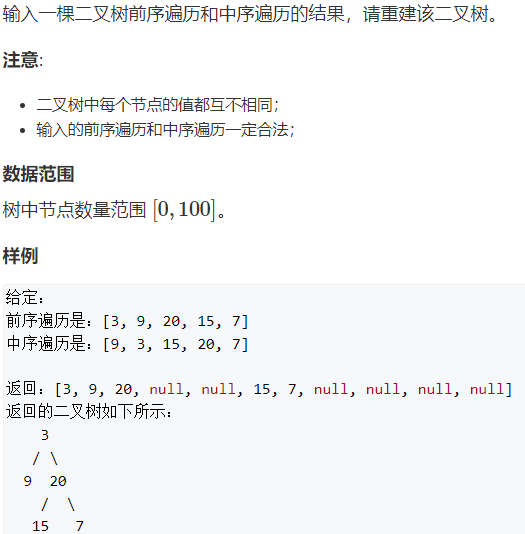 输入一棵二叉树前序遍历和中序遍历的结果，请重建该二叉树。
注意:
• 二叉树中每个节点的值都互不相同；
• 输入的前序遍历和中序遍历一定合法；
数据范围
树中节点数量范围 [0, 100]。
样例
给定：
前序遍历是：[3, 9, 20, 15, 7]
中序遍历是：[9, 3, 15, 20, 7]
返回：[3, 9, 20, null, null, 15, 7, null, null, null, null]
返回的二叉树如下所示：
    3
   / \
  9  20
    /  \
   15   7